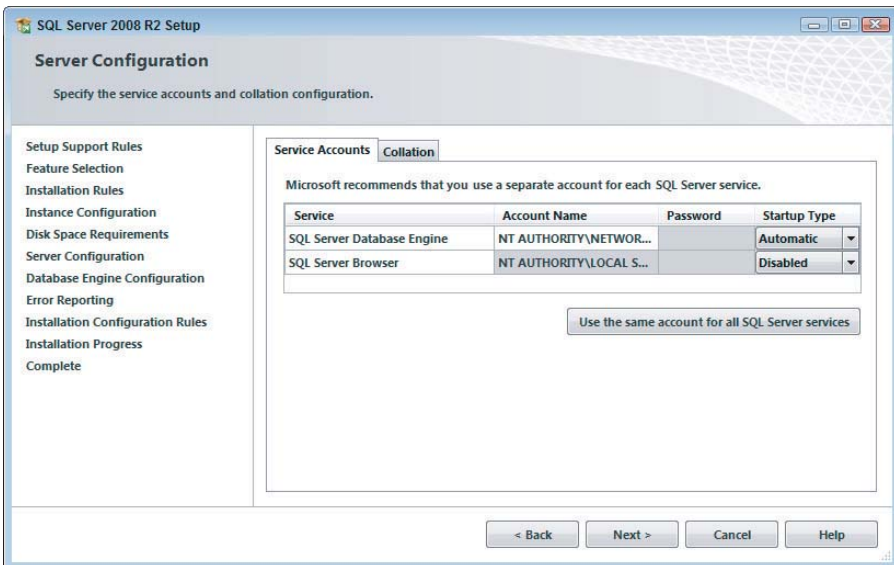 SQL Server 2008 R2 Setup
Server Configuration
Specify the service accounts and collation configuration.
Setup Support Rules
Feature Selection
Installation Rules
Instance Configuration
Disk Space Requirements
Server Configuration
Database Engine Configuration
Error Reporting
Installation Configuration Rules
Installation Progress
Complete
Service Accounts Collation
Microsoft recommends that you use a separate account for each SQL Server service.
Service Account Name Password Startup Type
SQL Server Database Engine NT AUTHORITY\NETWOR... Automatic
SQL Server Browser NT AUTHORITY\LOCAL S... Disabled
Use the same account for all SQL Server services
< Back Next > Cancel Help